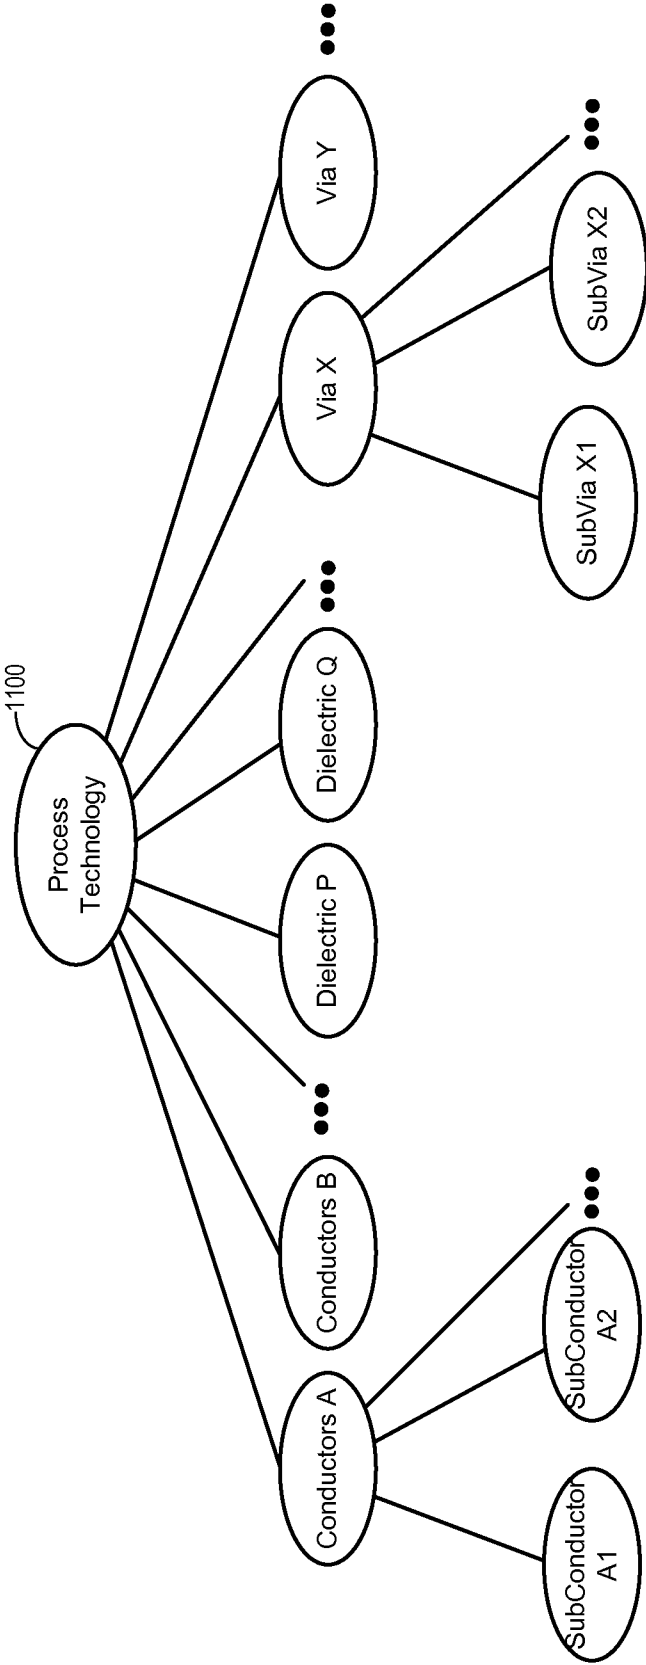 1100
Process
Technology
Conductors A
Conductors B
Dielectric P
Dielectric Q
Via X
Via Y
SubConductor
A1
SubConductor
A2
SubVia X1
SubVia X2